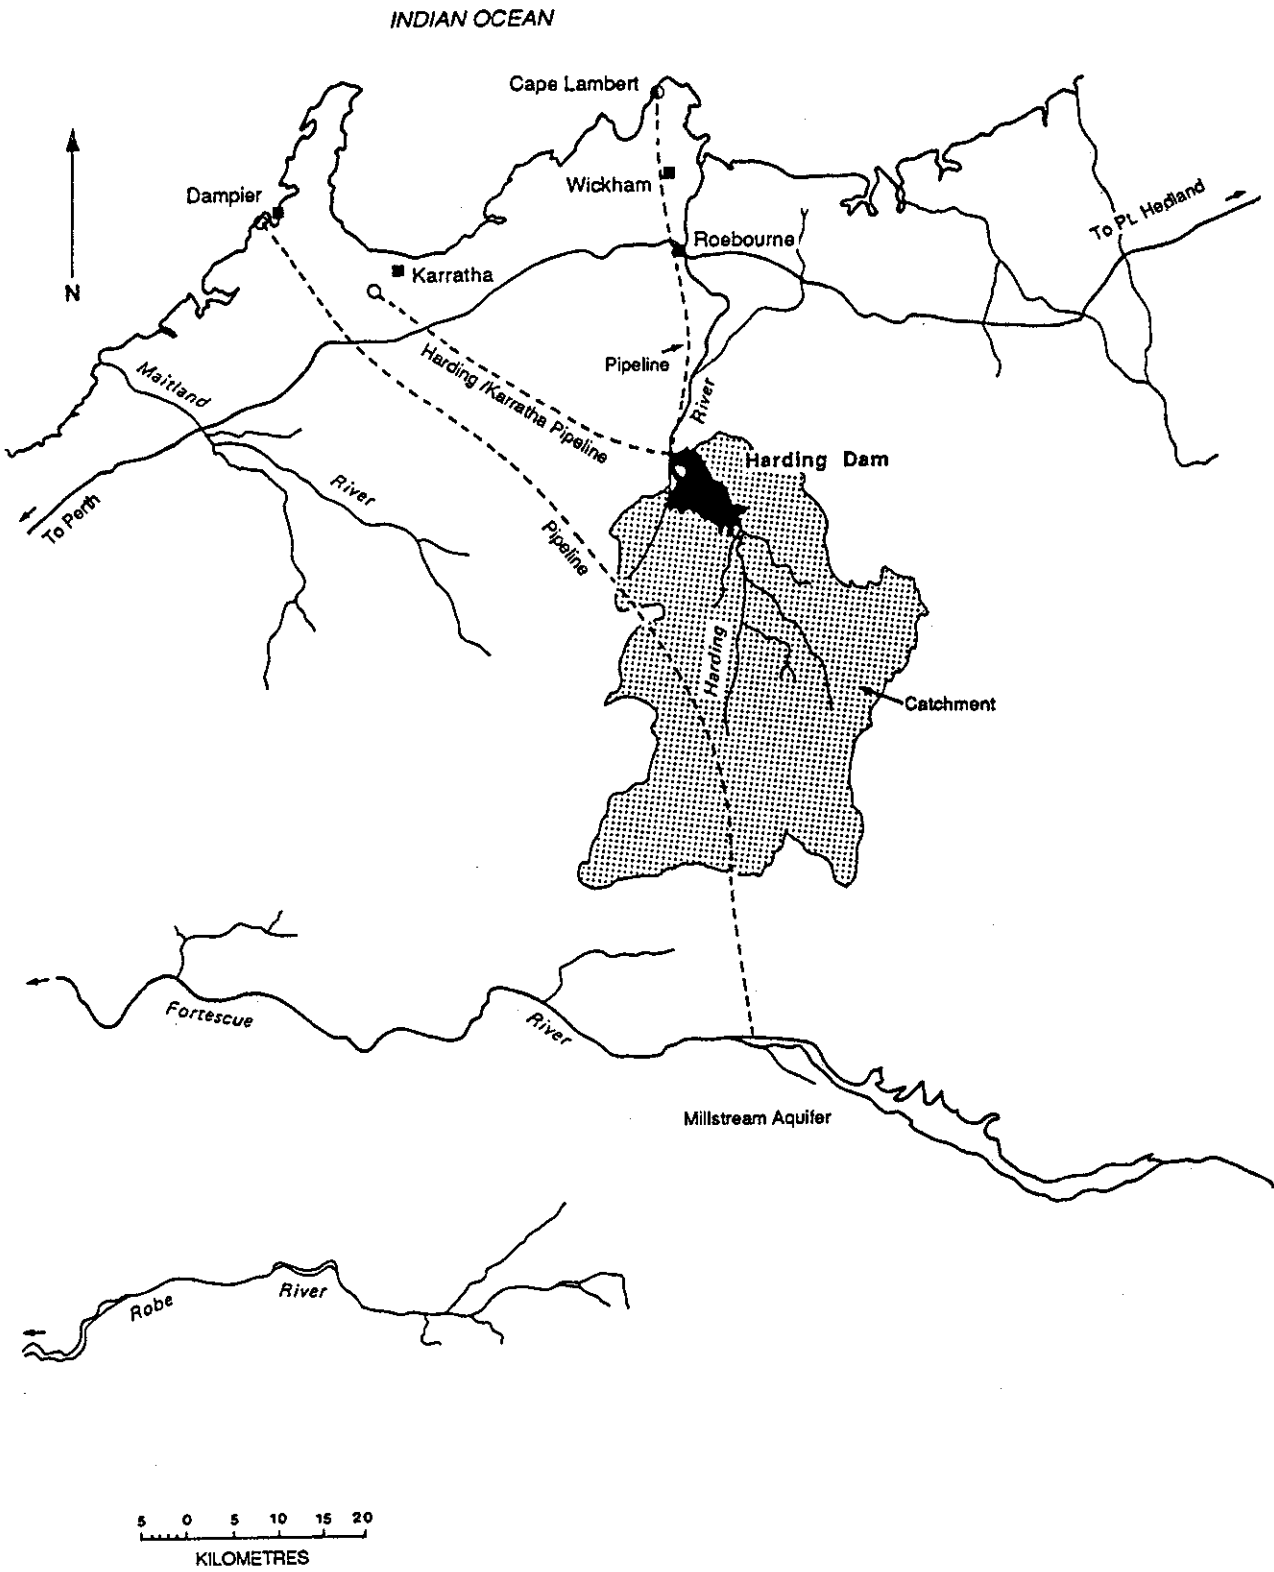 INDIAN OCEAN
Cape Lambert
Wickham
Dampier
To Pt. Hedland
Roebourne
Karratha
N
Pipeline
Harding /Karratha Pipeline
Maitland
River
River
Harding Dam
To Perth
Pipeline
Harding
Catchment
Fortescue
River
Millstream Aquifer
Robe
River
5 0 5 10 15 20
KILOMETRES